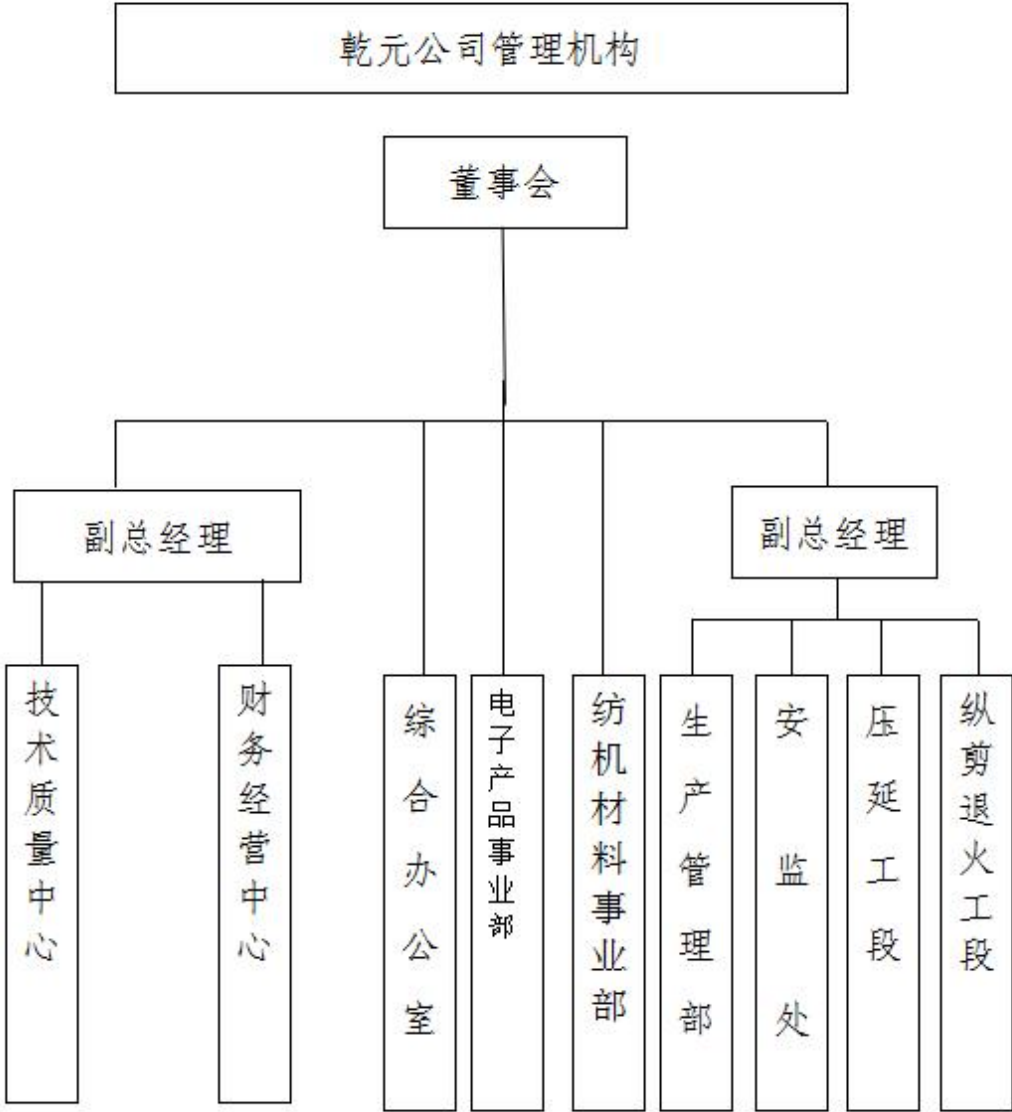 乾元公司管理机构
董事会
副总经理
副总经理
技术质量中心
财务经营中心
综合办公室
电子产品事业部
纺机材料事业部
生产管理部
安监处
压延工段
纵剪退火工段